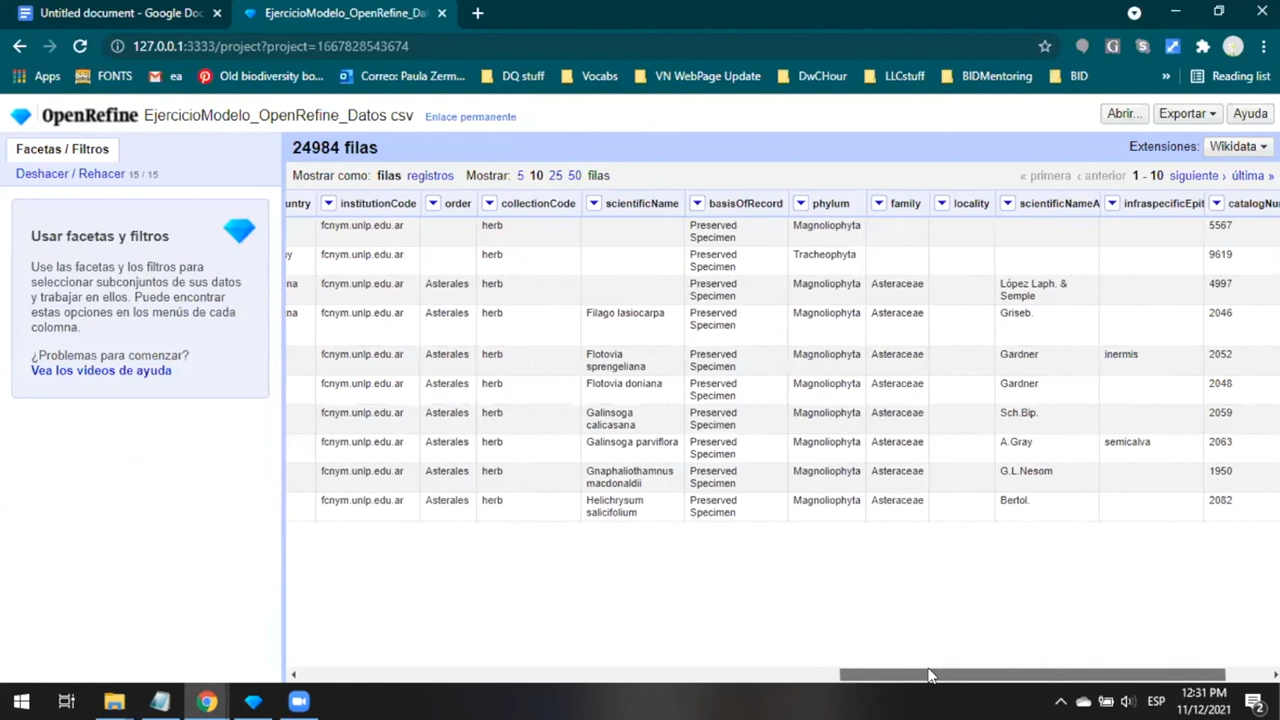 Untitled document - Google Doc
EjercicioModelo_OpenRefine_Dat
127.0.0.1:3333/project?project=1667828543674
Apps FONTS ea Old biodiversity bo... Correo: Paula Zerm... DQ stuff Vocabs VN WebPage Update DwCHour LLCstuff BIDMentoring BID » Reading list
OpenRefine EjercicioModelo_OpenRefine_Datos csv Enlace permanente Abrir... Exportar Ayuda
Facetas / Filtros
Deshacer / Rehacer 15 / 15
Usar facetas y filtros
Use las facetas y los filtros para
seleccionar subconjuntos de sus datos
y trabajar en ellos. Puede encontrar
estas opciones en los menús de cada
columna.
¿Problemas para comenzar?
Vea los videos de ayuda
24984 filas
Extensiones: Wikidata
Mostrar como: filas registros Mostrar: 5 10 25 50 filas
« primera ‹ anterior 1 - 10 siguiente › última »
untry institutionCode order collectionCode scientificName basisOfRecord phylum family locality scientificNameA infraspecificEpit catalogNu
fcnym.unlp.edu.ar herb Preserved Specimen Magnoliophyta 5567
y fcnym.unlp.edu.ar herb Preserved Specimen Tracheophyta 9619
na fcnym.unlp.edu.ar Asterales herb Preserved Specimen Magnoliophyta Asteraceae López Laph. & Semple 4997
na fcnym.unlp.edu.ar Asterales herb Filago lasiocarpa Preserved Specimen Magnoliophyta Asteraceae Griseb. 2046
fcnym.unlp.edu.ar Asterales herb Flotovia sprengeliana Preserved Specimen Magnoliophyta Asteraceae Gardner inermis 2052
fcnym.unlp.edu.ar Asterales herb Flotovia doniana Preserved Specimen Magnoliophyta Asteraceae Gardner 2048
fcnym.unlp.edu.ar Asterales herb Galinsoga calicasana Preserved Specimen Magnoliophyta Asteraceae Sch.Bip. 2059
fcnym.unlp.edu.ar Asterales herb Galinsoga parviflora Preserved Specimen Magnoliophyta Asteraceae A.Gray semicalva 2063
fcnym.unlp.edu.ar Asterales herb Gnaphaliothamnus macdonaldii Preserved Specimen Magnoliophyta Asteraceae G.L.Nesom 1950
fcnym.unlp.edu.ar Asterales herb Helichrysum salicifolium Preserved Specimen Magnoliophyta Asteraceae Bertol. 2082
ESP
12:31 PM
11/12/2021
2